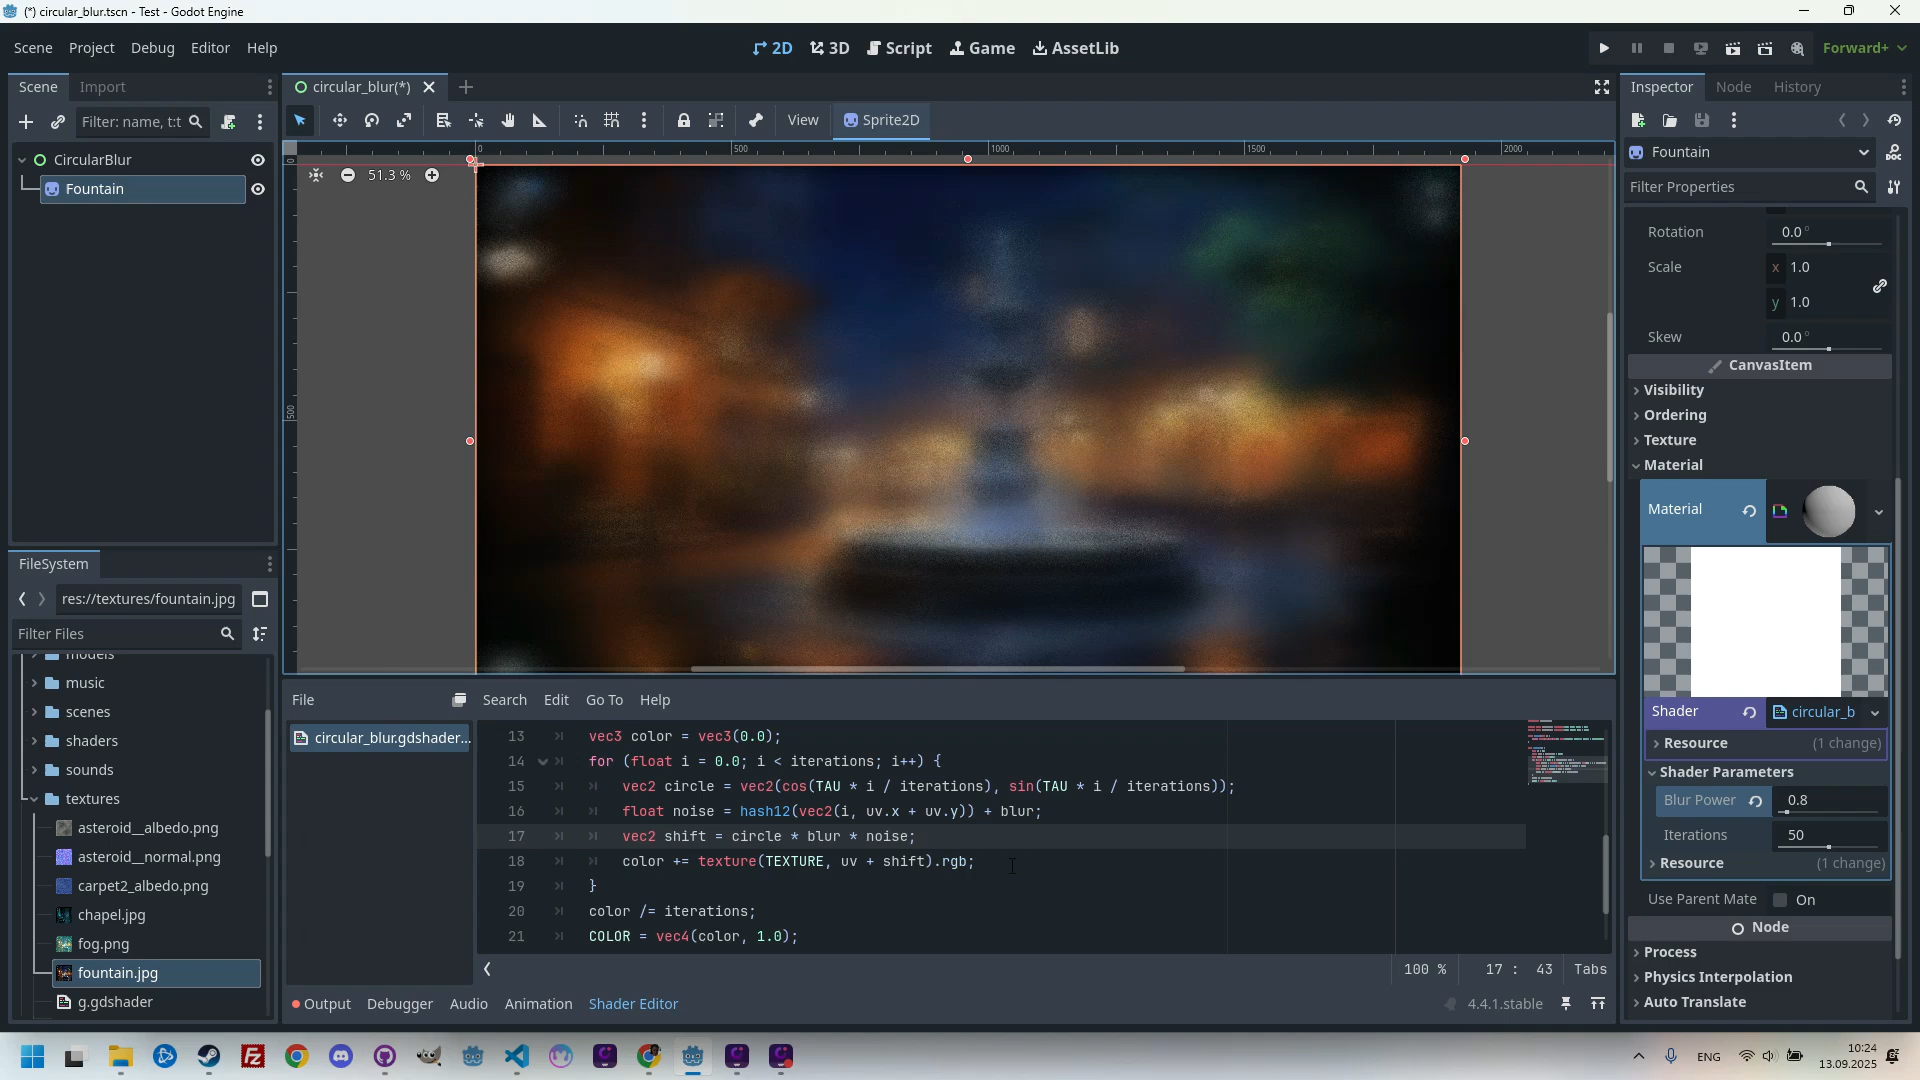 (*) circular_blur.tscn - Test - Godot Engine
Scene Project Debug Editor Help
2D 3D Script Game AssetLib
Forward+
Scene Import
circular_blur(*)
Inspector Node History
Filter: name, t:t
View Sprite2D
Fountain
Filter Properties
CircularBlur
Fountain
0 500 1000 1500 2000
0
500
51.3 %
Rotation 0.0 °
Scale x 1.0
y 1.0
Skew 0.0 °
CanvasItem
Visibility
Ordering
Texture
Material
Material
Shader circular_b
Resource (1 change)
Shader Parameters
Blur Power 0.8
Iterations 50
Resource (1 change)
Use Parent Mate On
Node
Process
Physics Interpolation
Auto Translate
FileSystem
res://textures/fountain.jpg
Filter Files
models
music
scenes
shaders
sounds
textures
asteroid__albedo.png
asteroid__normal.png
carpet2_albedo.png
chapel.jpg
fog.png
fountain.jpg
g.gdshader
File Search Edit Go To Help
circular_blur.gdshader...
13 vec3 color = vec3(0.0);
14 for (float i = 0.0; i < iterations; i++) {
15 vec2 circle = vec2(cos(TAU * i / iterations), sin(TAU * i / iterations));
16 float noise = hash12(vec2(i, uv.x + uv.y)) + blur;
17 vec2 shift = circle * blur * noise;
18 color += texture(TEXTURE, uv + shift).rgb;
19 }
20 color /= iterations;
21 COLOR = vec4(color, 1.0);
100 % 17 : 43 Tabs
Output Debugger Audio Animation Shader Editor
4.4.1.stable
ENG
10:24
13.09.2025